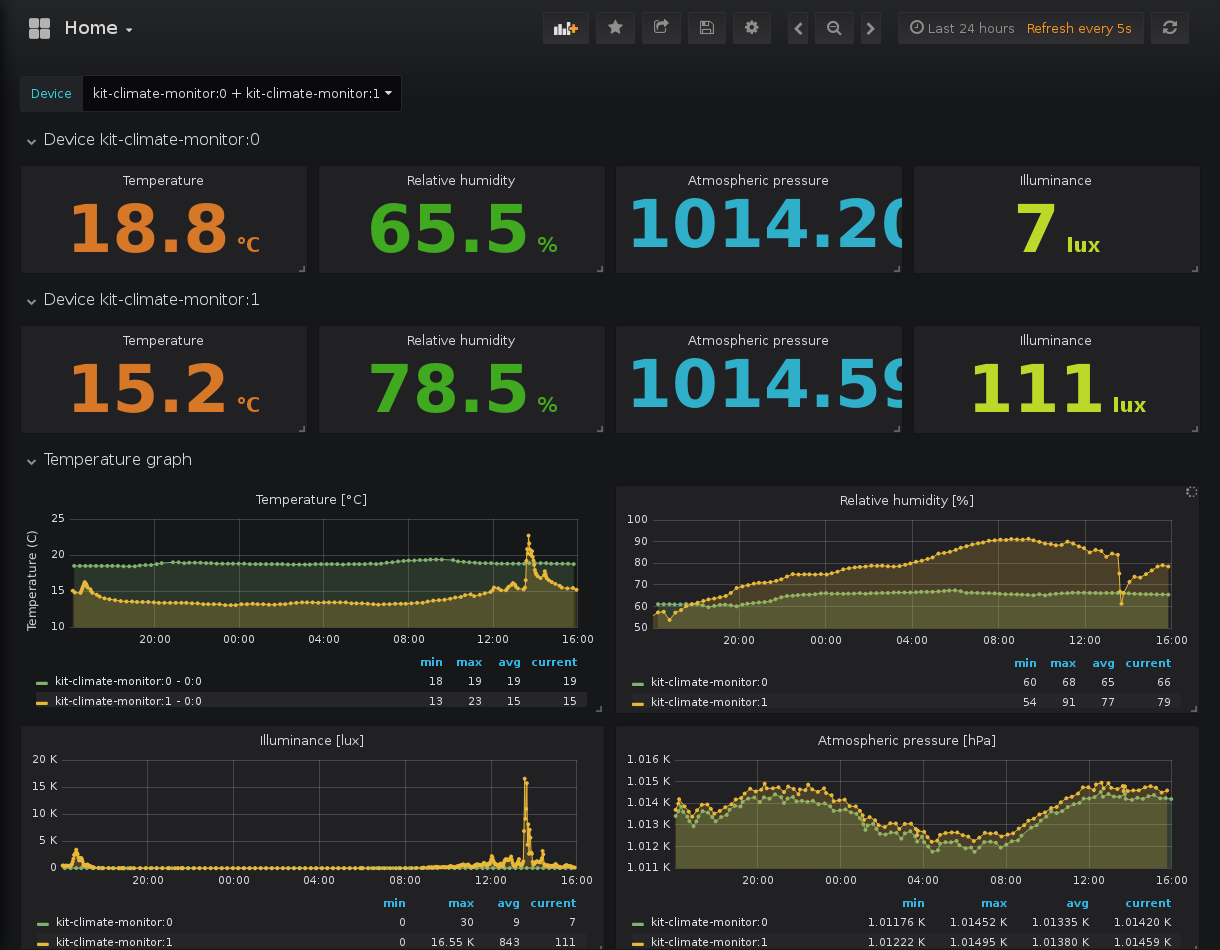 Home
Last 24 hours Refresh every 5s
Device kit-climate-monitor:0 + kit-climate-monitor:1
Device kit-climate-monitor:0
Temperature Relative humidity Atmospheric pressure Illuminance
18.8 °C 65.5 % 1014.20 7 lux
Device kit-climate-monitor:1
Temperature Relative humidity Atmospheric pressure Illuminance
15.2 °C 78.5 % 1014.59 111 lux
Temperature graph
Temperature [°C]
Temperature (C)
25
20
15
10
20:00 00:00 04:00 08:00 12:00 16:00
min max avg current
kit-climate-monitor:0 - 0:0 18 19 19 19
kit-climate-monitor:1 - 0:0 13 23 15 15
Relative humidity [%]
100
90
80
70
60
50
20:00 00:00 04:00 08:00 12:00 16:00
min max avg current
kit-climate-monitor:0 60 68 65 66
kit-climate-monitor:1 54 91 77 79
Illuminance [lux]
20 K
15 K
10 K
5 K
0
20:00 00:00 04:00 08:00 12:00 16:00
min max avg current
kit-climate-monitor:0 0 30 9 7
kit-climate-monitor:1 0 16.55 K 843 111
Atmospheric pressure [hPa]
1.016 K
1.015 K
1.014 K
1.013 K
1.012 K
1.011 K
20:00 00:00 04:00 08:00 12:00 16:00
min max avg current
kit-climate-monitor:0 1.01176 K 1.01452 K 1.01335 K 1.01420 K
kit-climate-monitor:1 1.01222 K 1.01495 K 1.01380 K 1.01459 K